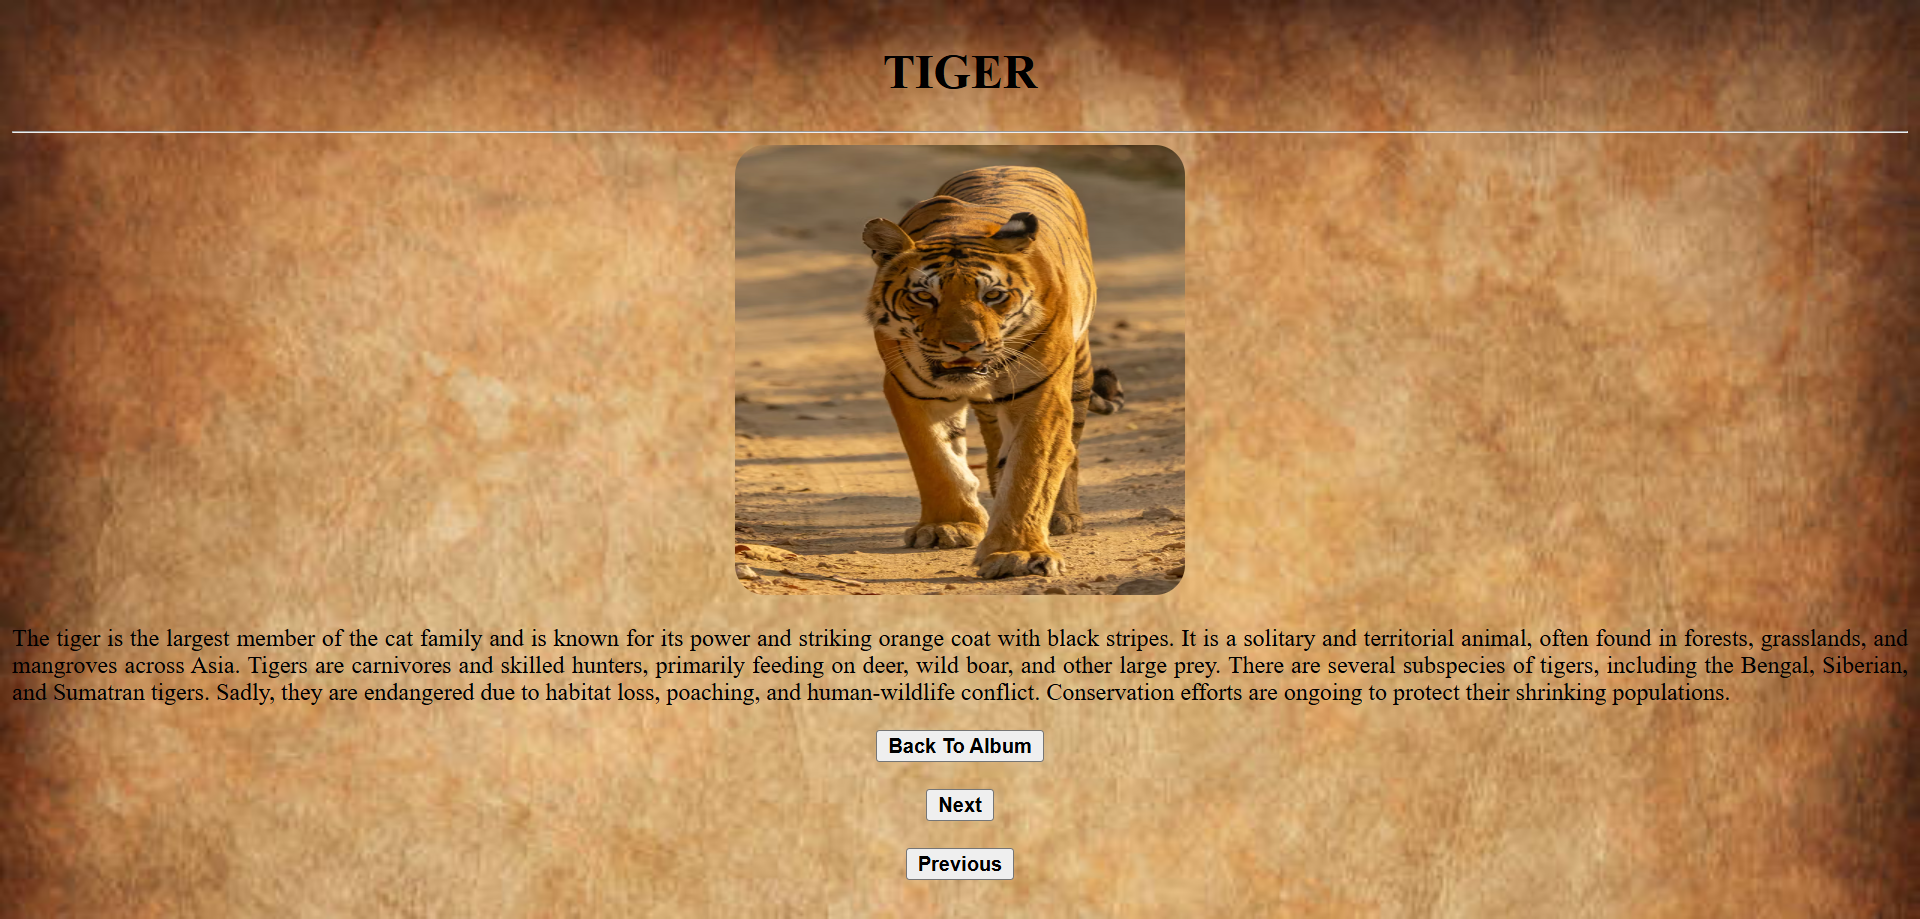 TIGER
The tiger is the largest member of the cat family and is known for its power and striking orange coat with black stripes. It is a solitary and territorial animal, often found in forests, grasslands, and
mangroves across Asia. Tigers are carnivores and skilled hunters, primarily feeding on deer, wild boar, and other large prey. There are several subspecies of tigers, including the Bengal, Siberian,
and Sumatran tigers. Sadly, they are endangered due to habitat loss, poaching, and human-wildlife conflict. Conservation efforts are ongoing to protect their shrinking populations.
Back To Album
Next
Previous